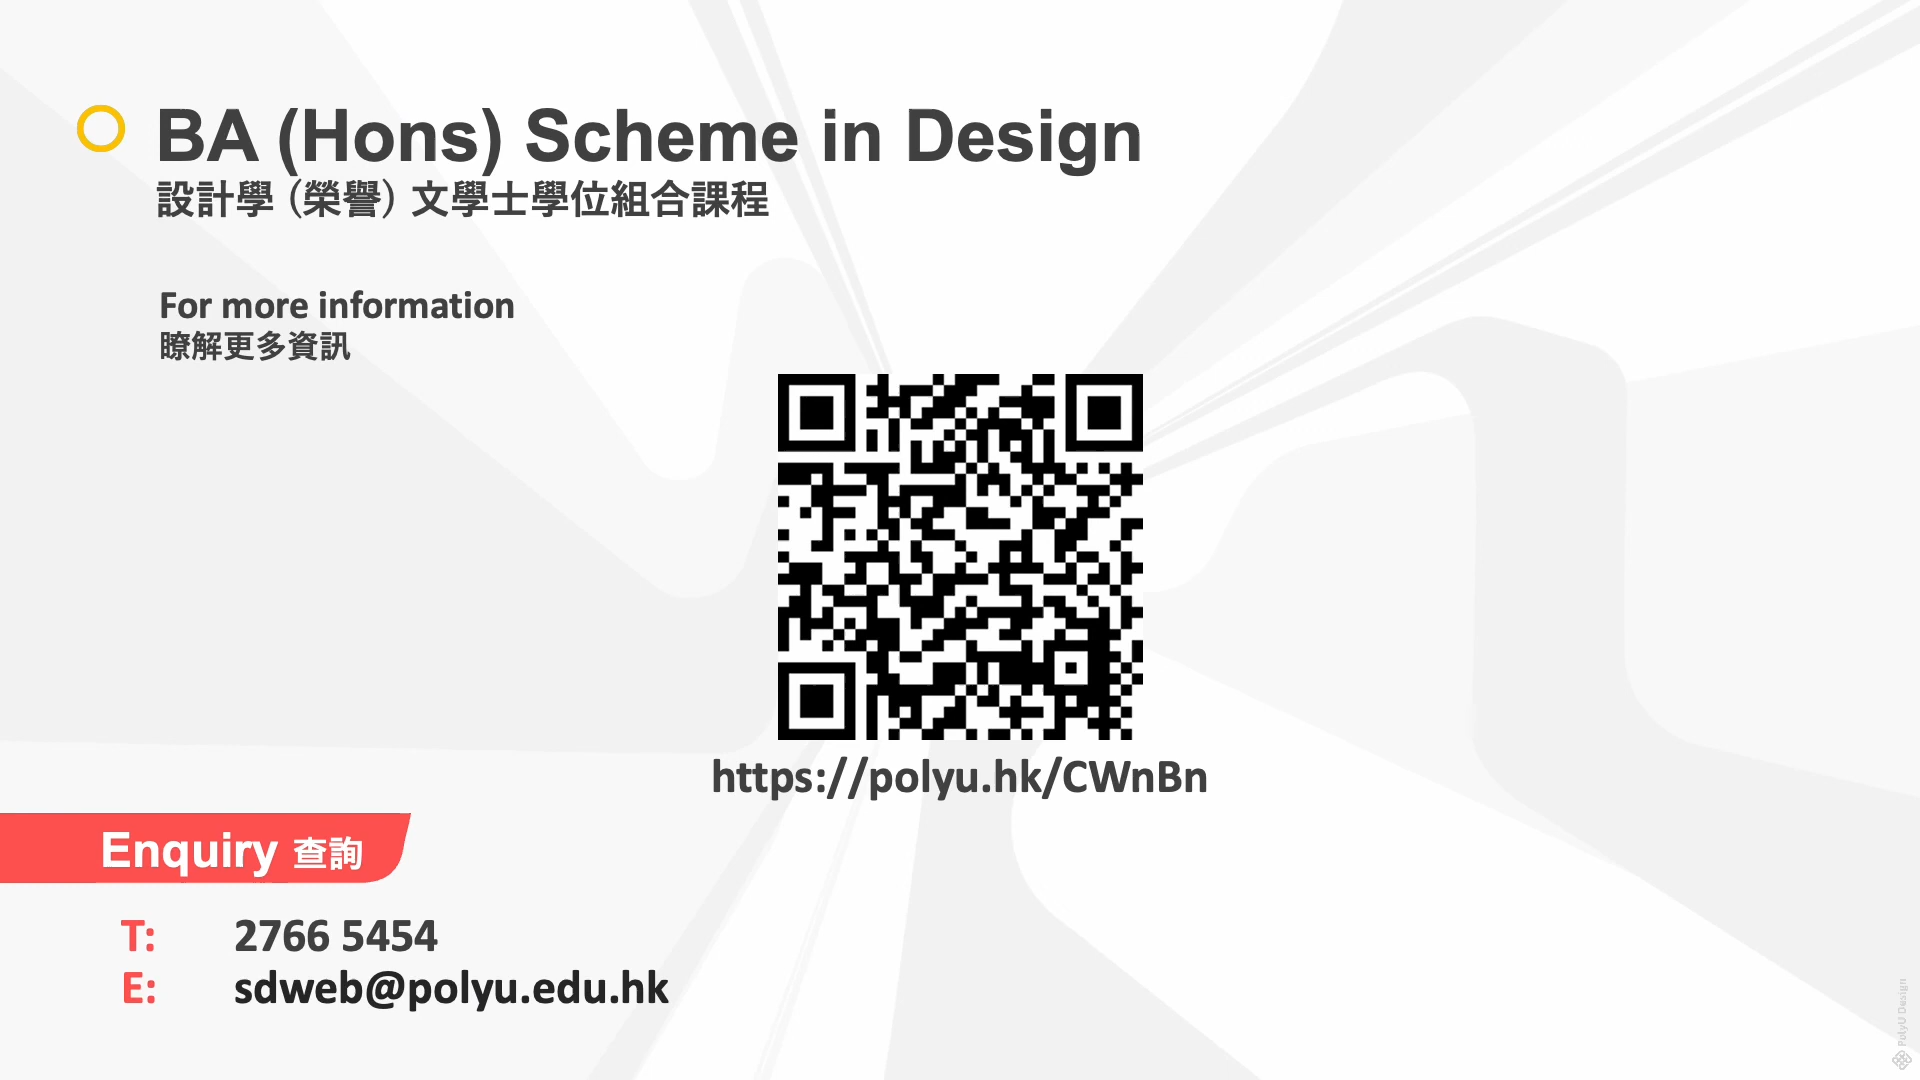 BA (Hons) Scheme in Design
設計學 (榮譽) 文學士學位組合課程
For more information
瞭解更多資訊
https://polyu.hk/CWnBn
Enquiry 查詢
T: 2766 5454
E: sdweb@polyu.edu.hk
PolyU Design